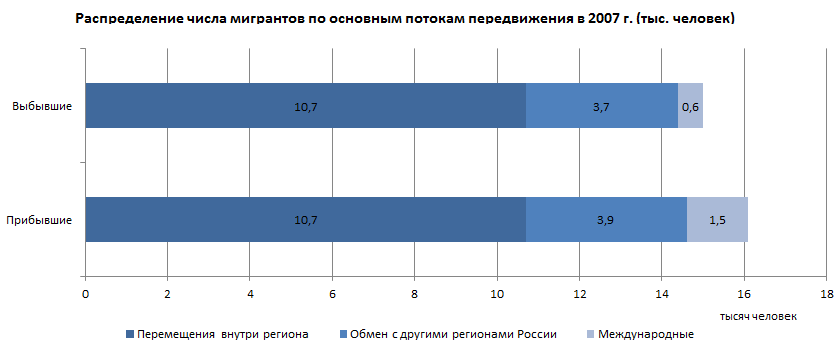 Распределение числа мигрантов по основным потокам передвижения в 2007 г. (тыс. человек)
Выбывшие
10,7
3,7
0,6
Прибывшие
10,7
3,9
1,5
0 2 4 6 8 10 12 14 16 18
тысяч человек
Перемещения внутри региона Обмен с другими регионами России Международные